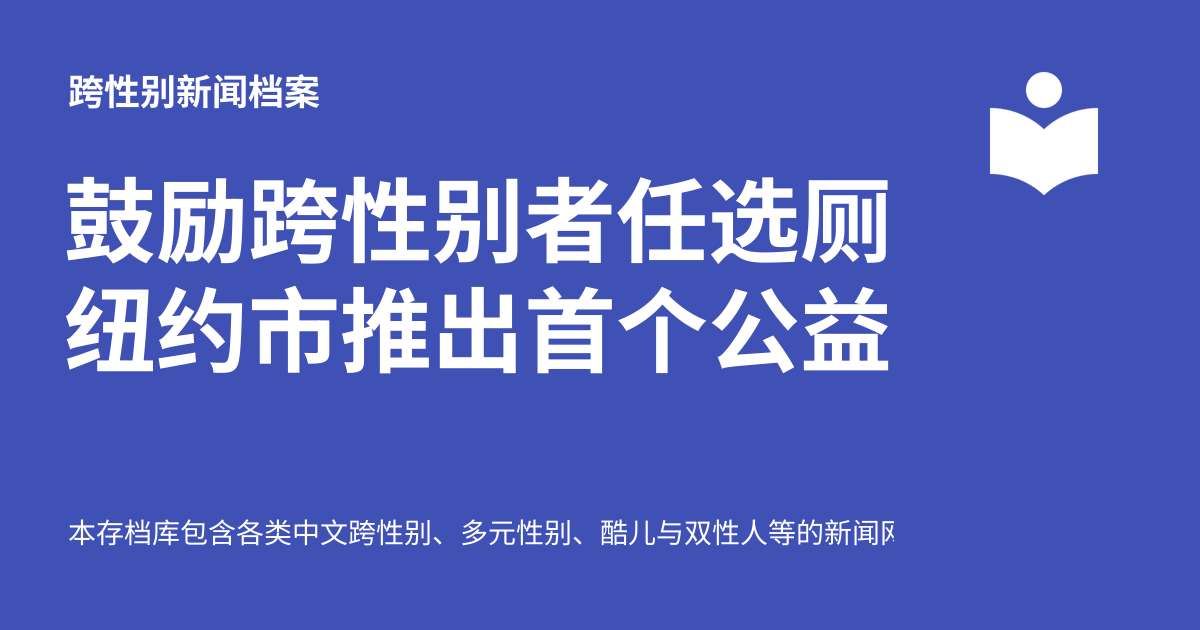 跨性别新闻档案
鼓励跨性别者任选厕
纽约市推出首个公益
本存档库包含各类中文跨性别、多元性别、酷儿与双性人等的新闻